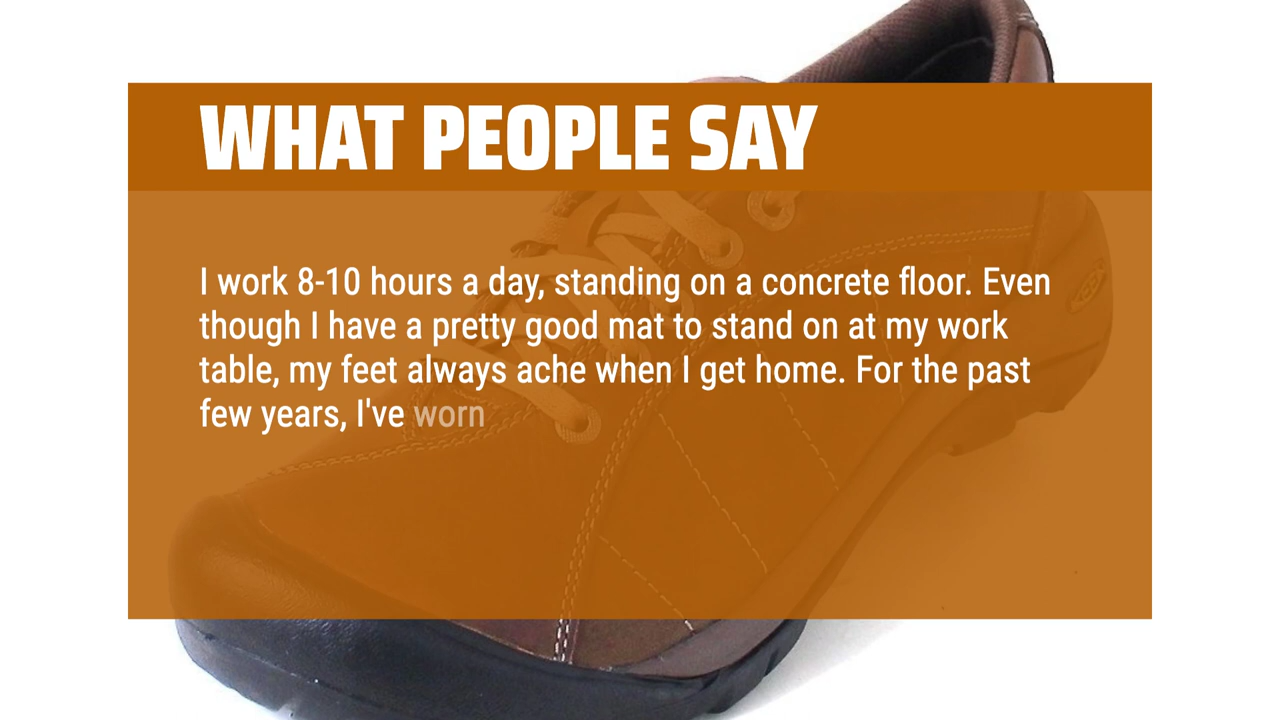 WHAT PEOPLE SAY
I work 8-10 hours a day, standing on a concrete floor. Even
though I have a pretty good mat to stand on at my work
table, my feet always ache when I get home. For the past
few years, I've worn